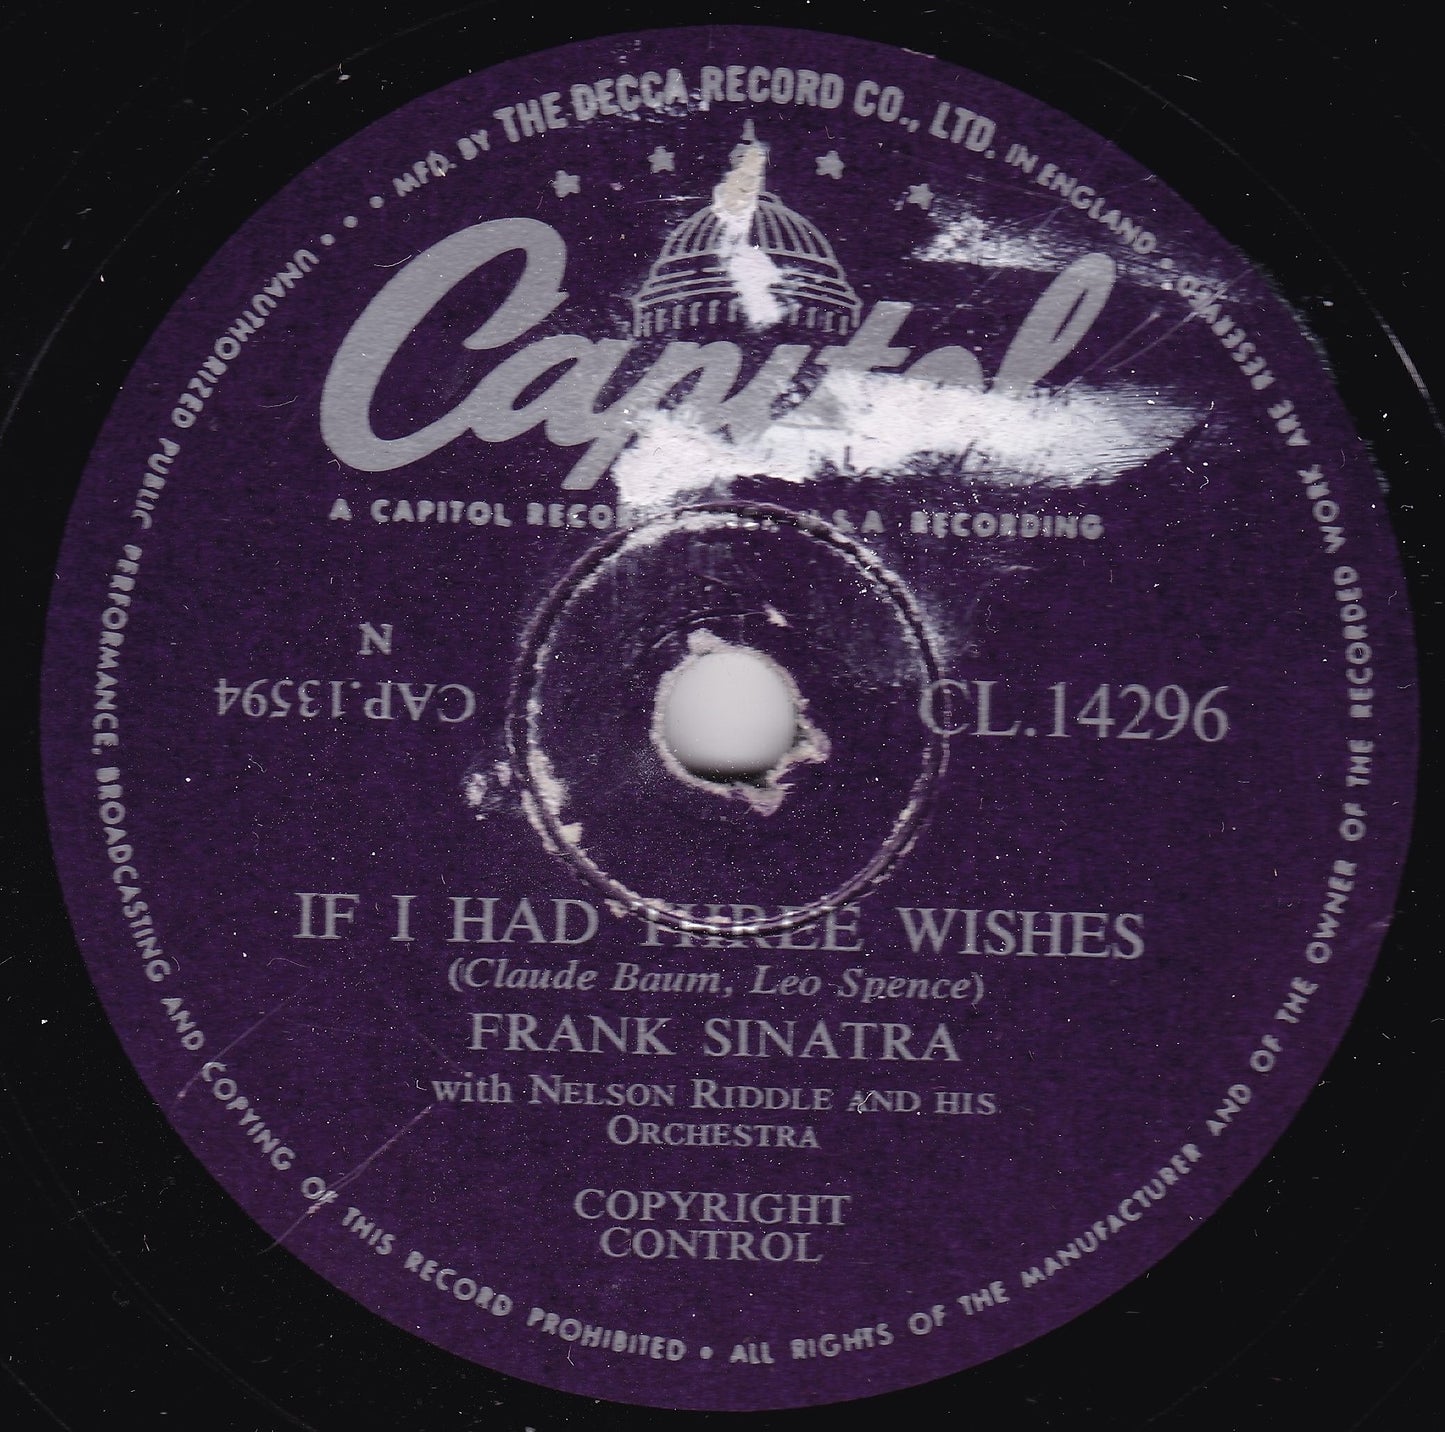 MFD. BY THE DECCA RECORD CO., LTD. IN ENGLAND • RESERVED
Capitol
A CAPITOL U S A RECORDING
N
CAP.13594
CL.14296
IF I HAD THREE WISHES
(Claude Baum, Leo Spence)
FRANK SINATRA
with NELSON RIDDLE AND HIS
ORCHESTRA
COPYRIGHT
CONTROL
UNAUTHORIZED PUBLIC PERFORMANCE, BROADCASTING AND COPYING OF THIS RECORD PROHIBITED • ALL RIGHTS OF THE MANUFACTURER AND OF THE OWNER OF THE RECORDED WORK ARE